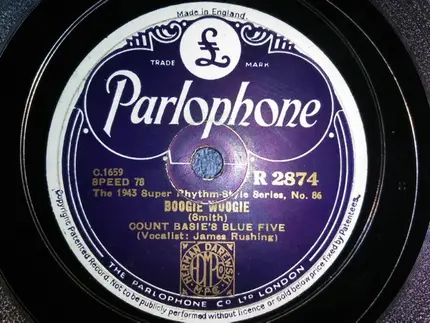 Made in England.
£
TRADE MARK
Parlophone
C.1659
SPEED 78
R 2874
The 1943 Super Rhythm-Style Series, No. 86
BOOGIE WOOGIE
(Smith)
COUNT BASIE'S BLUE FIVE
(Vocalist: James Rushing)
THE PARLOPHONE CO LTD LONDON
Copyright Patented Record. Not to be publicly performed without licence or sold below price fixed by Patentees.